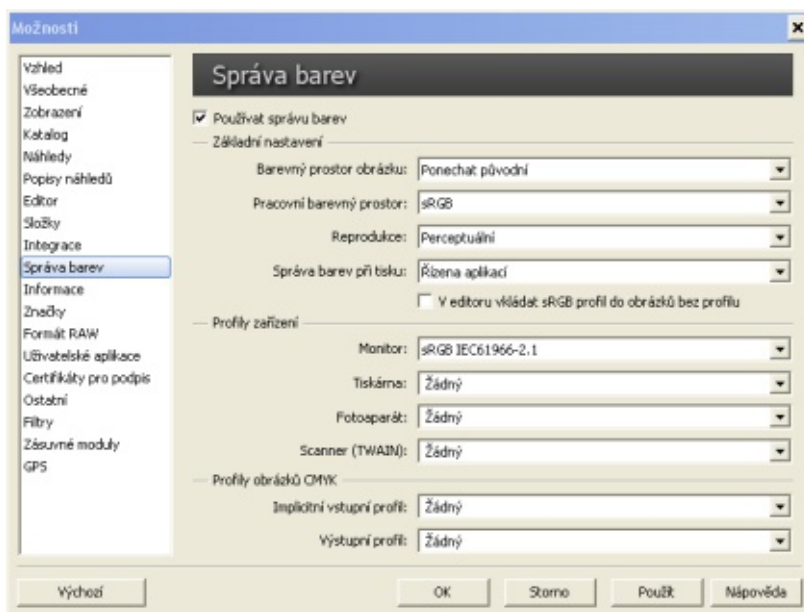 Možnosti
Vzhled
Všeobecné
Zobrazení
Katalog
Náhledy
Popisy náhledů
Editor
Složky
Integrace
Správa barev
Informace
Značky
Formát RAW
Uživatelské aplikace
Certifikáty pro podpis
Ostatní
Filtry
Zásuvné moduly
GPS
Správa barev
Používat správu barev
Základní nastavení
Barevný prostor obrázku: Ponechat původní
Pracovní barevný prostor: sRGB
Reprodukce: Perceptuální
Správa barev při tisku: Řízena aplikací
V editoru vkládat sRGB profil do obrázků bez profilu
Profily zařízení
Monitor: sRGB IEC61966-2.1
Tiskárna: Žádný
Fotoaparát: Žádný
Scanner (TWAIN): Žádný
Profily obrázků CMYK
Implicitní vstupní profil: Žádný
Výstupní profil: Žádný
Výchozí OK Storno Použít Nápověda